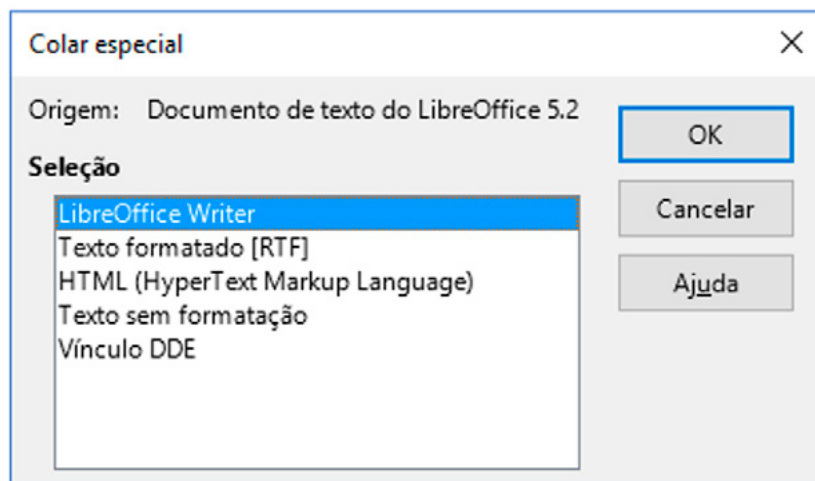 Colar especial
Origem: Documento de texto do LibreOffice 5.2
OK
Seleção
LibreOffice Writer
Cancelar
Texto formatado [RTF]
HTML (HyperText Markup Language)
Ajuda
Texto sem formatação
Vínculo DDE